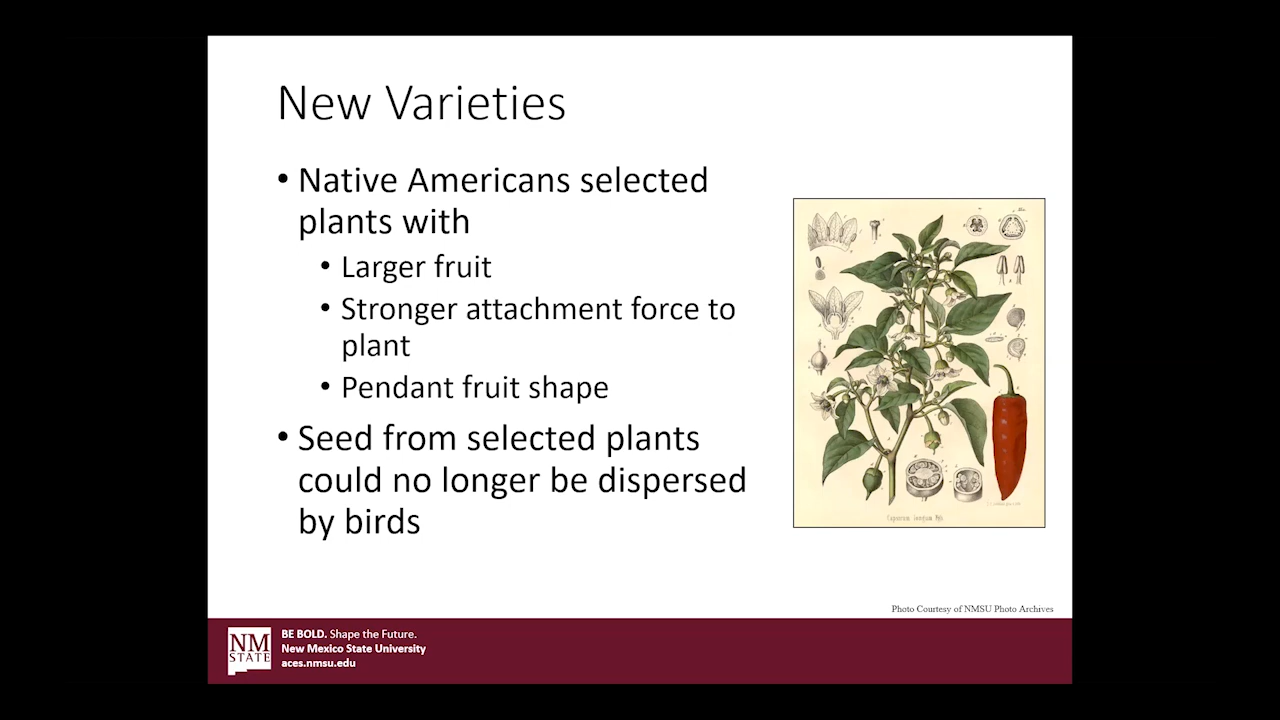 New Varieties
• Native Americans selected
plants with
• Larger fruit
• Stronger attachment force to
plant
• Pendant fruit shape
• Seed from selected plants
could no longer be dispersed
by birds
Photo Courtesy of NMSU Photo Archives
NM
STATE
BE BOLD. Shape the Future.
New Mexico State University
aces.nmsu.edu